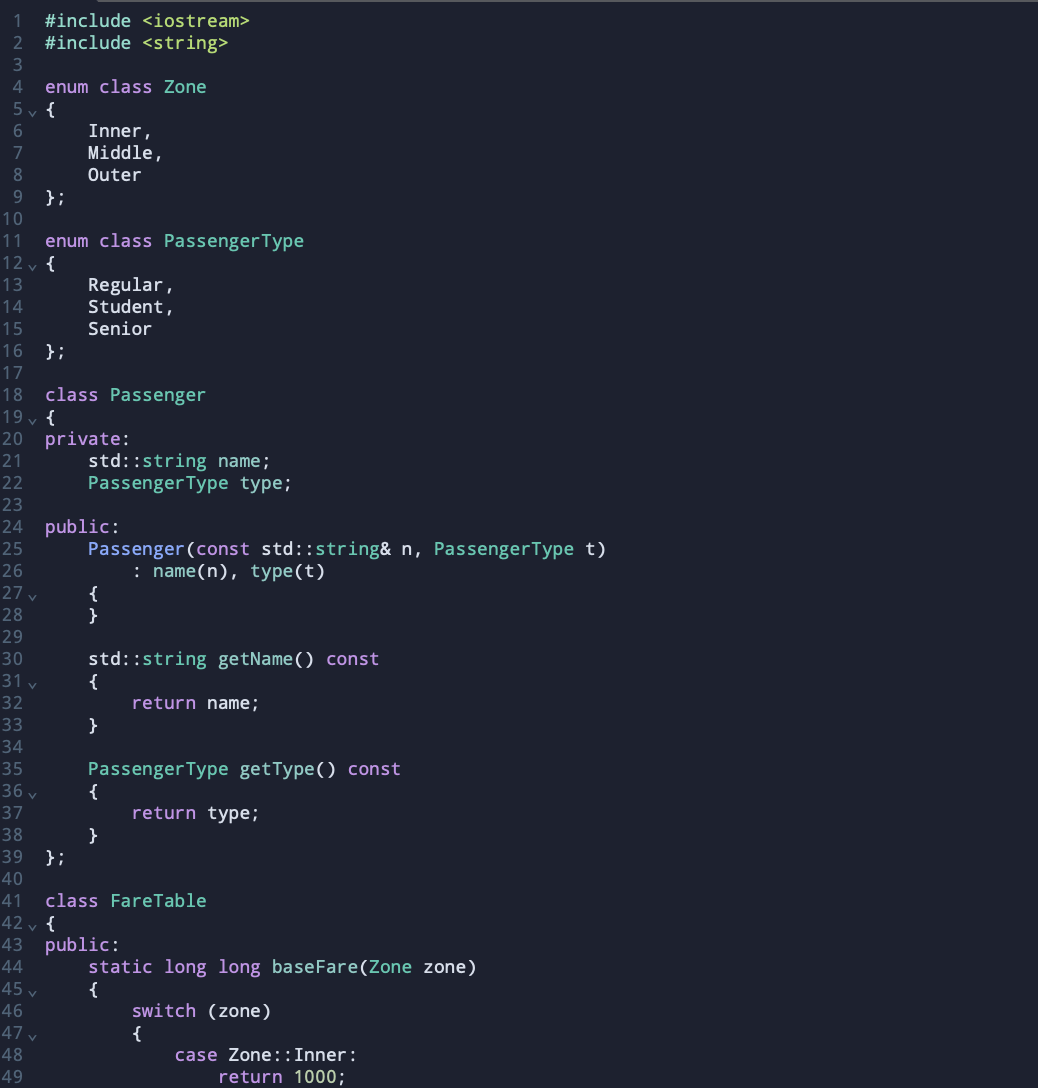 1 #include <iostream>
2 #include <string>
3
4 enum class Zone
5 {
6     Inner,
7     Middle,
8     Outer
9 };
10
11 enum class PassengerType
12 {
13     Regular,
14     Student,
15     Senior
16 };
17
18 class Passenger
19 {
20 private:
21     std::string name;
22     PassengerType type;
23
24 public:
25     Passenger(const std::string& n, PassengerType t)
26         : name(n), type(t)
27     {
28     }
29
30     std::string getName() const
31     {
32         return name;
33     }
34
35     PassengerType getType() const
36     {
37         return type;
38     }
39 };
40
41 class FareTable
42 {
43 public:
44     static long long baseFare(Zone zone)
45     {
46         switch (zone)
47         {
48             case Zone::Inner:
49                 return 1000;